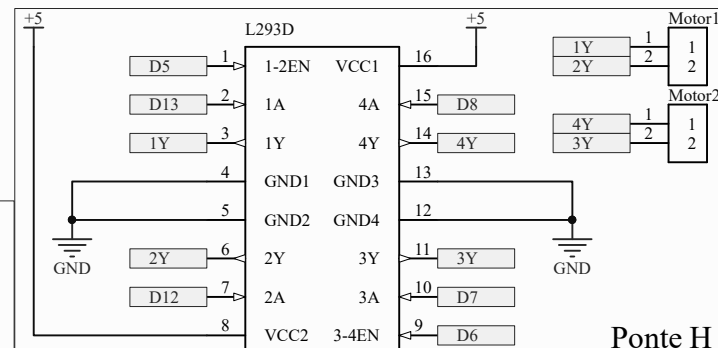 +5
L293D
+5
Motor1
D5 1 1-2EN VCC1 16
1Y 1 1
2Y 2 2
D13 2 1A 4A 15 D8
Motor2
1Y 3 1Y 4Y 14 4Y
4Y 1 1
3Y 2 2
4 GND1 GND3 13
5 GND2 GND4 12
GND
GND
2Y 6 2Y 3Y 11 3Y
D12 7 2A 3A 10 D7
8 VCC2 3-4EN 9 D6
Ponte H